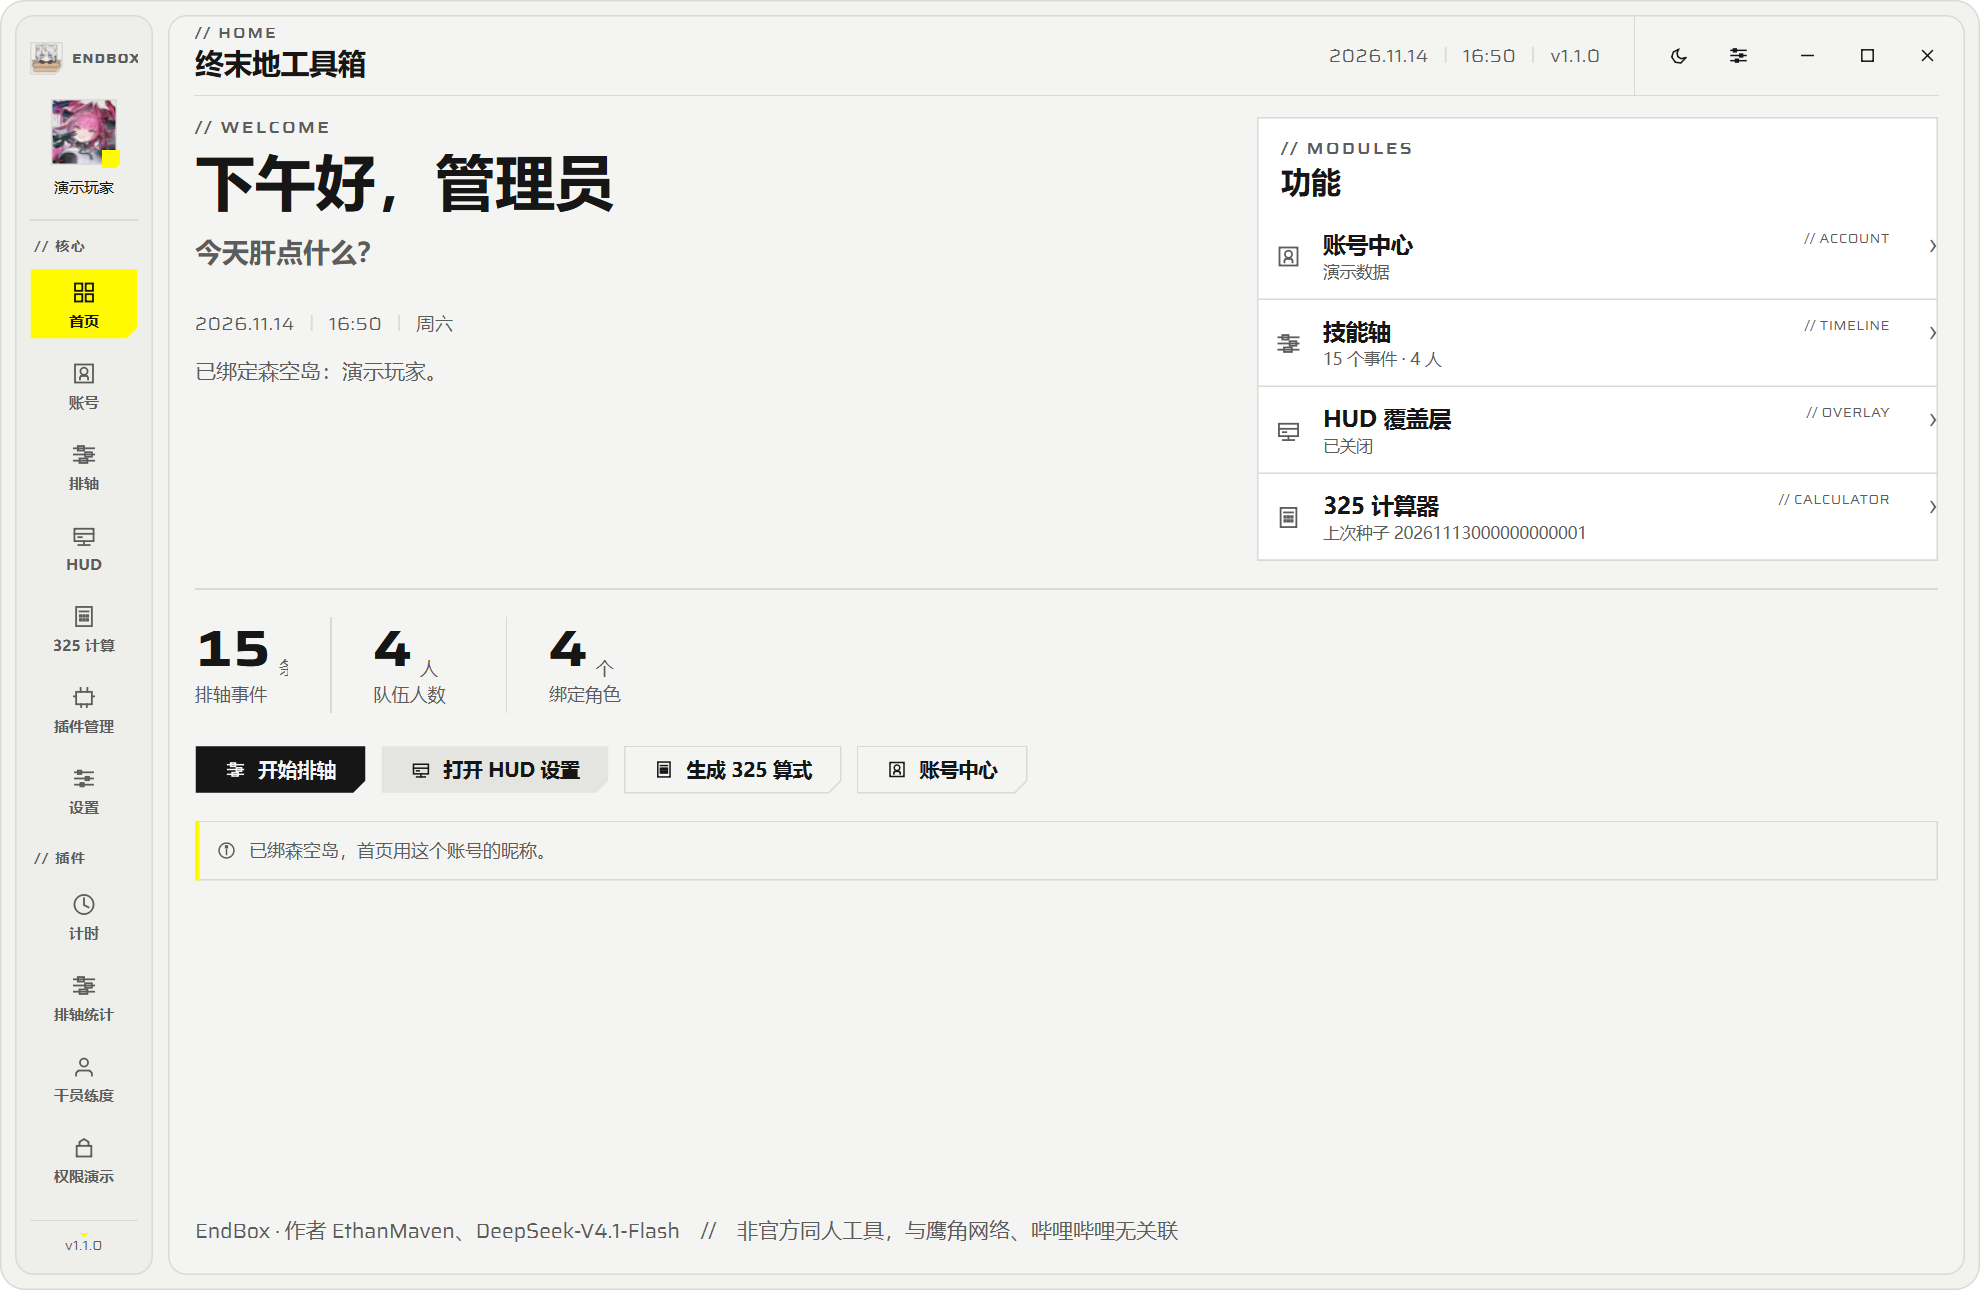 ENDBOX
演示玩家
// 核心
首页
账号
排轴
HUD
325 计算
插件管理
设置
// 插件
计时
排轴统计
干员练度
权限演示
v1.1.0
// HOME
终末地工具箱
2026.11.14 | 16:50 | v1.1.0
// WELCOME
下午好，管理员
今天肝点什么？
2026.11.14 | 16:50 | 周六
已绑定森空岛：演示玩家。
// MODULES
功能
账号中心 // ACCOUNT
演示数据
技能轴 // TIMELINE
15 个事件 · 4 人
HUD 覆盖层 // OVERLAY
已关闭
325 计算器 // CALCULATOR
上次种子 20261113000000000001
15 条
排轴事件
4 人
队伍人数
4 个
绑定角色
开始排轴
打开 HUD 设置
生成 325 算式
账号中心
已绑森空岛，首页用这个账号的昵称。
EndBox · 作者 EthanMaven、DeepSeek-V4.1-Flash // 非官方同人工具，与鹰角网络、哔哩哔哩无关联